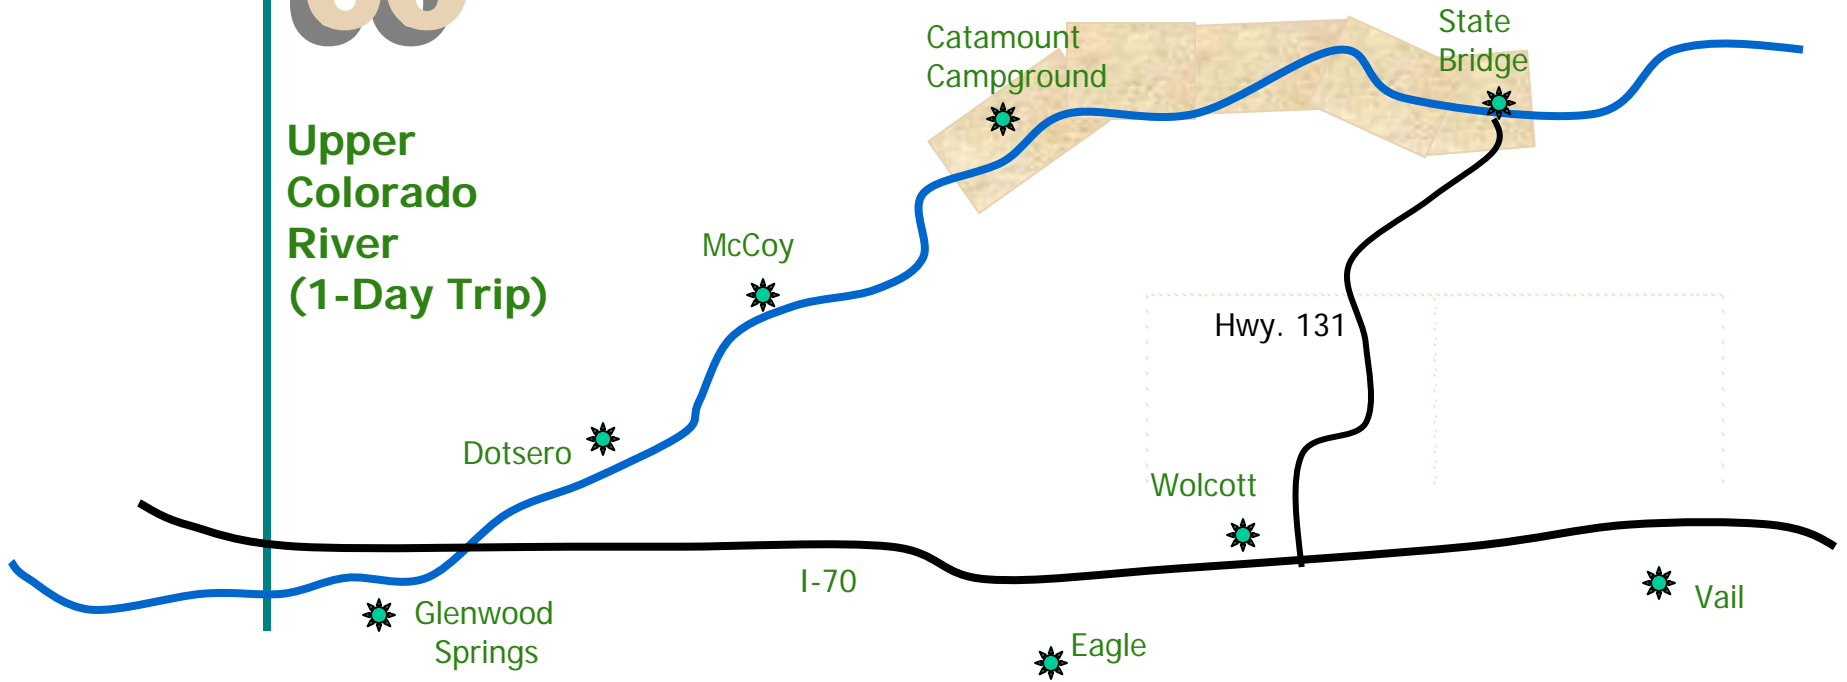 Upper
Colorado
River
(1-Day Trip)
Catamount
Campground
State
Bridge
McCoy
Hwy. 131
Dotsero
Wolcott
I-70
Glenwood
Springs
Eagle
Vail